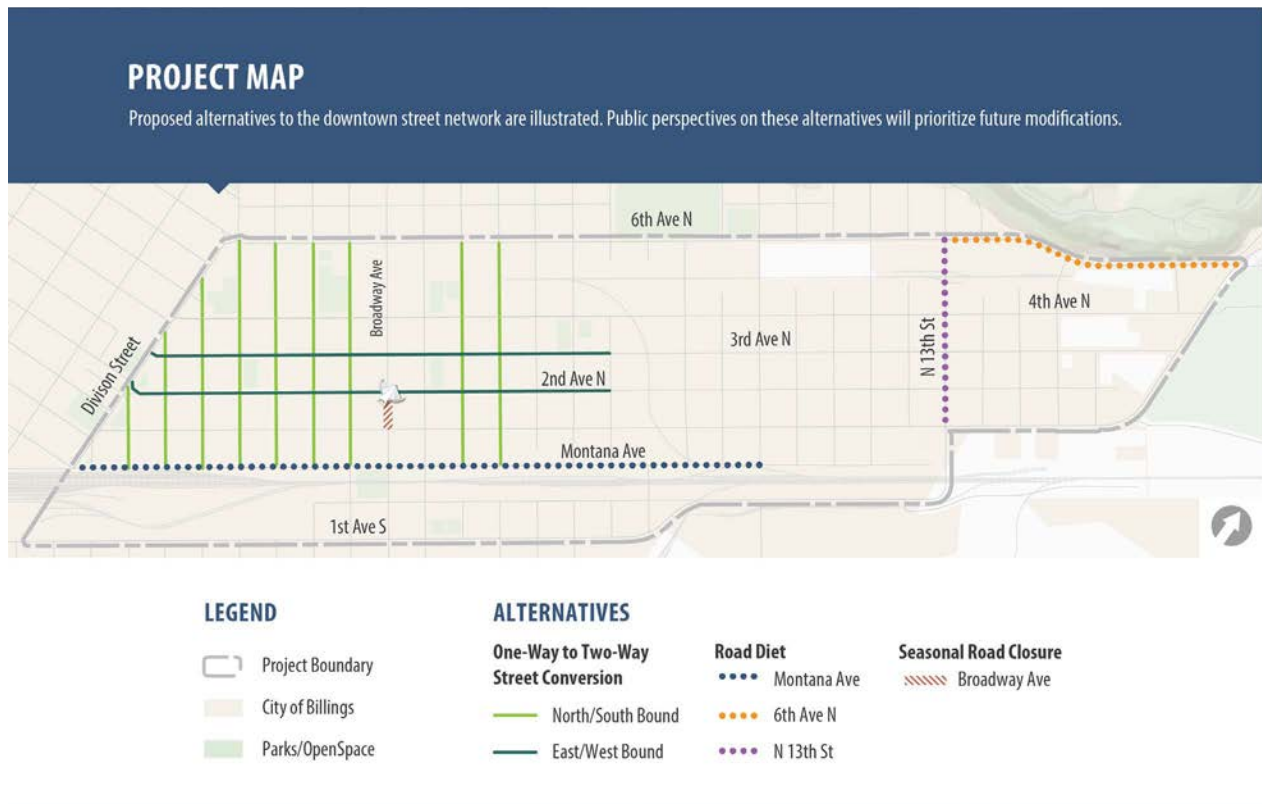 PROJECT MAP
Proposed alternatives to the downtown street network are illustrated. Public perspectives on these alternatives will prioritize future modifications.
6th Ave N
Broadway Ave
4th Ave N
3rd Ave N
N 13th St
Divison Street
2nd Ave N
Montana Ave
1st Ave S
LEGEND
Project Boundary
City of Billings
Parks/OpenSpace
ALTERNATIVES
One-Way to Two-Way
Street Conversion
North/South Bound
East/West Bound
Road Diet
Montana Ave
6th Ave N
N 13th St
Seasonal Road Closure
Broadway Ave